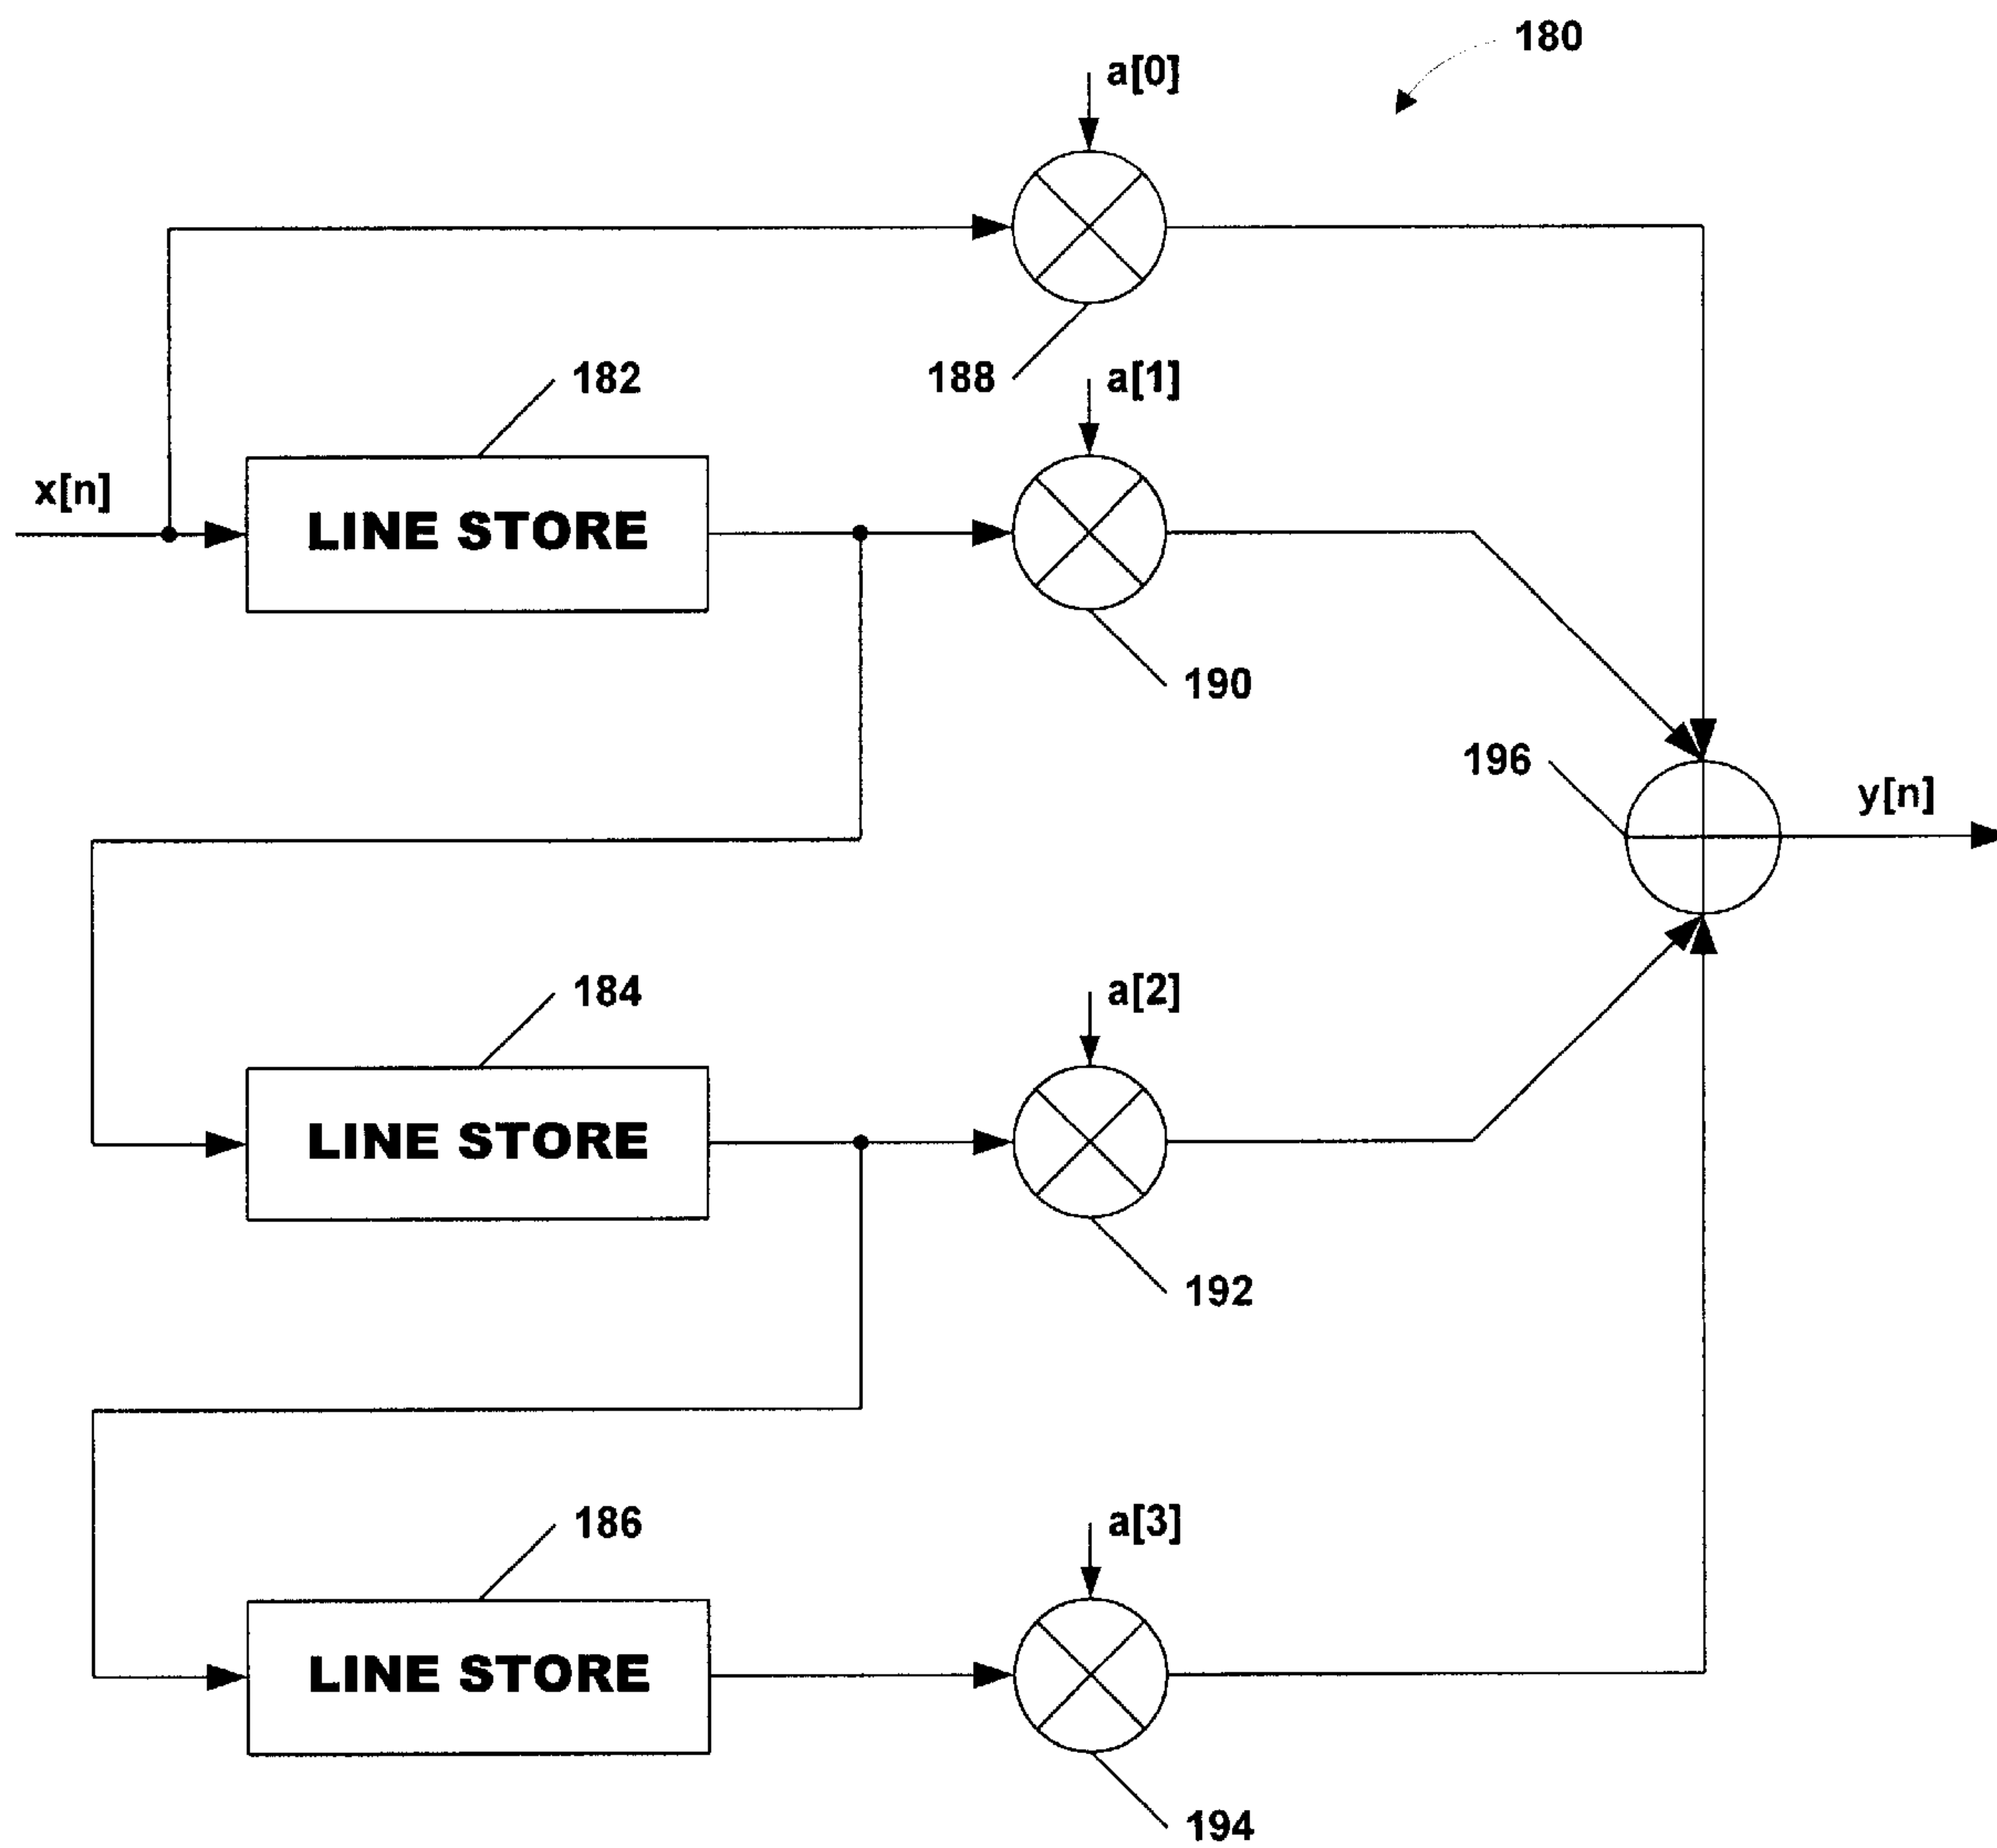 180
a[0]
188
182
a[1]
x[n]
LINE STORE
190
196
y[n]
184
a[2]
LINE STORE
192
186
a[3]
LINE STORE
194